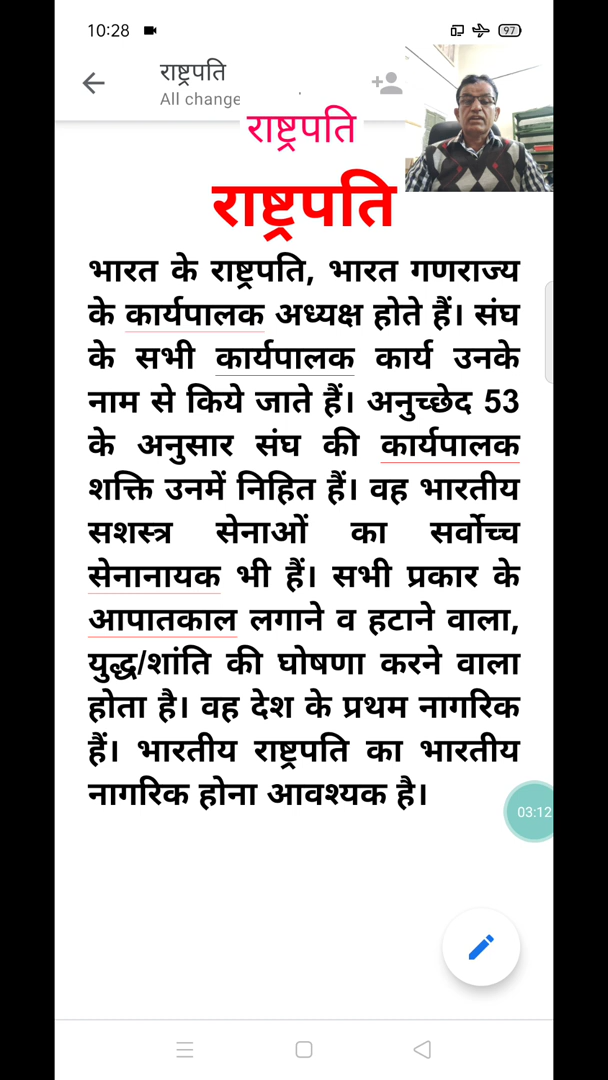 10:28
97
राष्ट्रपति
All change
राष्ट्रपति
राष्ट्रपति
भारत के राष्ट्रपति, भारत गणराज्य
के कार्यपालक अध्यक्ष होते हैं। संघ
के सभी कार्यपालक कार्य उनके
नाम से किये जाते हैं। अनुच्छेद 53
के अनुसार संघ की कार्यपालक
शक्ति उनमें निहित हैं। वह भारतीय
सशस्त्र सेनाओं का सर्वोच्च
सेनानायक भी हैं। सभी प्रकार के
आपातकाल लगाने व हटाने वाला,
युद्ध/शांति की घोषणा करने वाला
होता है। वह देश के प्रथम नागरिक
हैं। भारतीय राष्ट्रपति का भारतीय
नागरिक होना आवश्यक है।
03:12